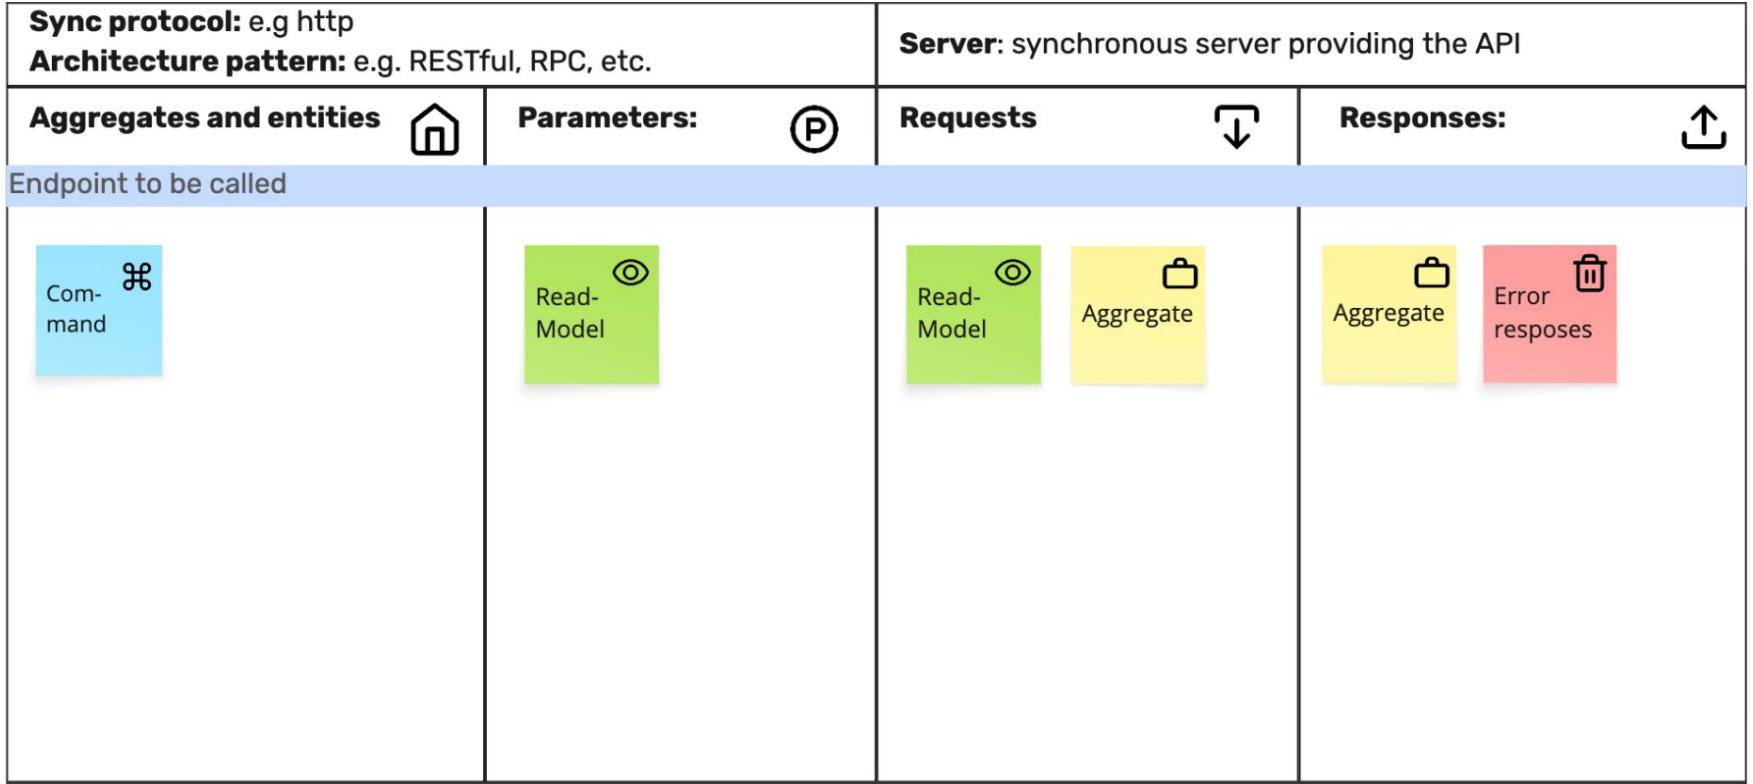 Sync protocol: e.g http
Architecture pattern: e.g. RESTful, RPC, etc.
Server: synchronous server providing the API
Aggregates and entities
Parameters:
P
Requests
Responses:
Endpoint to be called
Com-
mand
Read-
Model
Read-
Model
Aggregate
Aggregate
Error
resposes